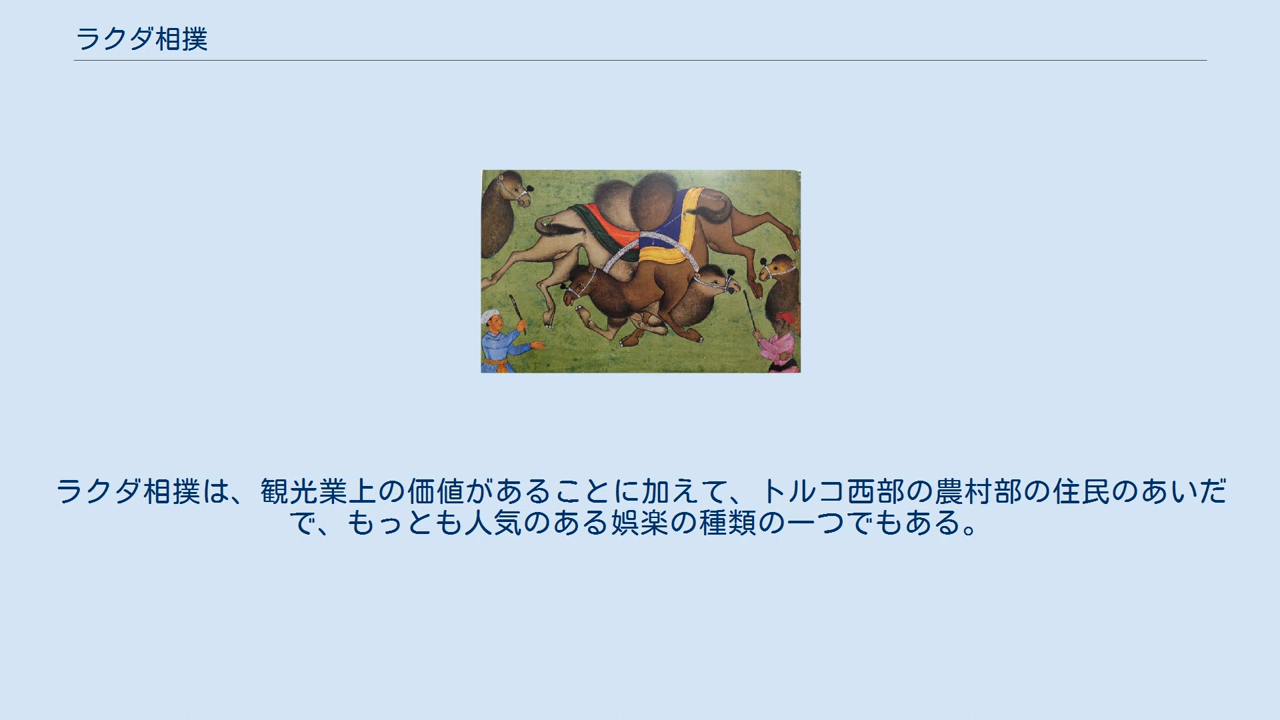 ラクダ相撲
ラクダ相撲は、観光業上の価値があることに加えて、トルコ西部の農村部の住民のあいだ
で、もっとも人気のある娯楽の種類の一つでもある。